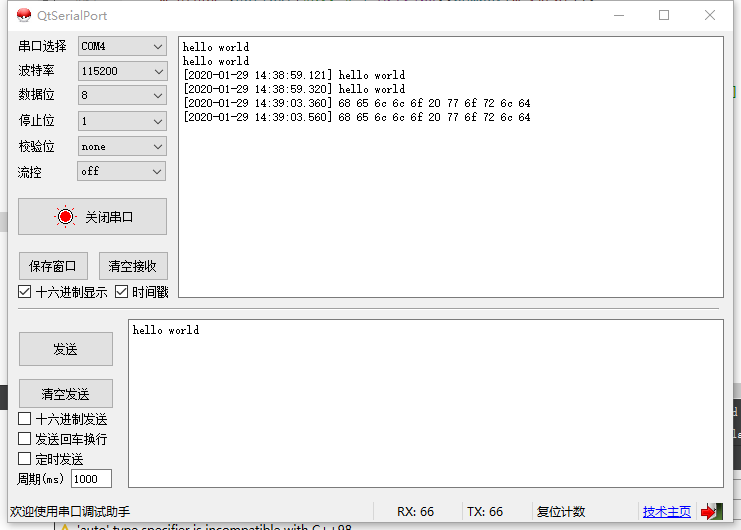 QtSerialPort
串口选择 COM4
波特率 115200
数据位 8
停止位 1
校验位 none
流控 off
关闭串口
保存窗口 清空接收
十六进制显示 时间戳
hello world
hello world
[2020-01-29 14:38:59.121] hello world
[2020-01-29 14:38:59.320] hello world
[2020-01-29 14:39:03.360] 68 65 6c 6c 6f 20 77 6f 72 6c 64
[2020-01-29 14:39:03.560] 68 65 6c 6c 6f 20 77 6f 72 6c 64
发送
清空发送
十六进制发送
发送回车换行
定时发送
周期(ms) 1000
hello world
欢迎使用串口调试助手 RX: 66 TX: 66 复位计数 技术主页
'auto' type specifier is incompatible with C++98